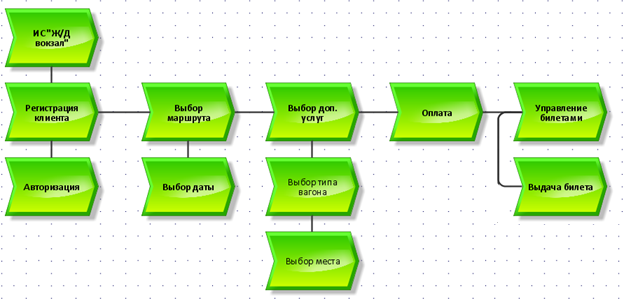 ИС"Ж/Д
вокзал"
Регистрация
клиента
Выбор
маршрута
Выбор доп.
услуг
Оплата
Управление
билетами
Авторизация
Выбор даты
Выбор типа
вагона
Выдача билета
Выбор места